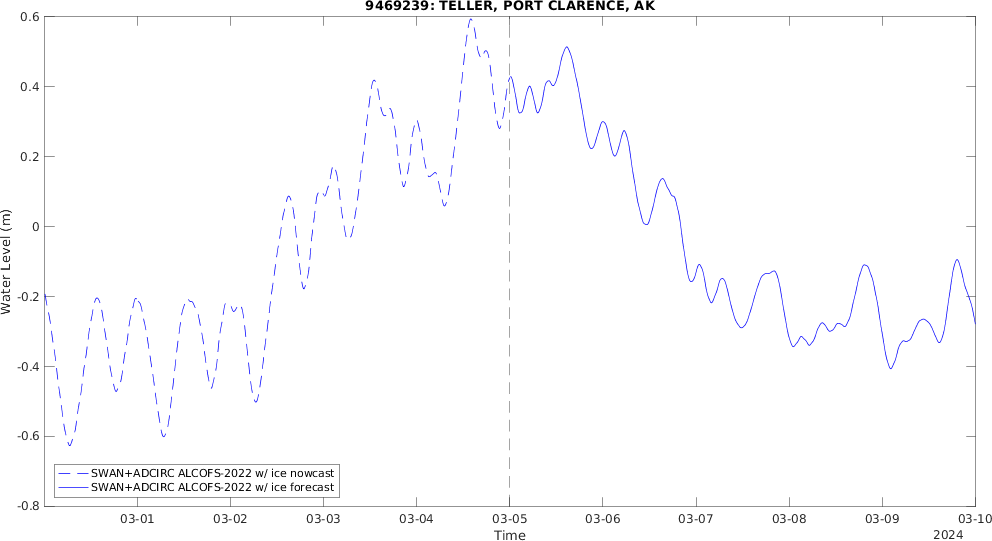 9469239: TELLER, PORT CLARENCE, AK
0.6
0.4
0.2
0
-0.2
-0.4
-0.6
-0.8
Water Level (m)
SWAN+ADCIRC ALCOFS-2022 w/ ice nowcast
SWAN+ADCIRC ALCOFS-2022 w/ ice forecast
03-01 03-02 03-03 03-04 03-05 03-06 03-07 03-08 03-09 03-10
Time
2024